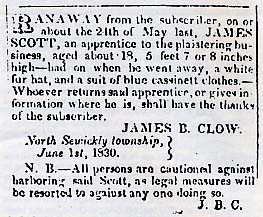 RANAWAY from the subscriber, on or
about the 24th of May last, JAMES
SCOTT, an apprentice to the plaistering bu-
siness, aged about 18, 5 feet 7 or 8 inches
high—had on when he went away, a white
fur hat, and a suit of blue cassinett clothes.—
Whoever returns said apprentice, or gives in-
formation where he is, shall have the thanks
of the subscriber.
JAMES B. CLOW.
North Sewickly township, }
June 1st, 1830. }
N. B.—All persons are cautioned against
harboring said Scott, as legal measures will
be resorted to against any one doing so.
J. B. C.